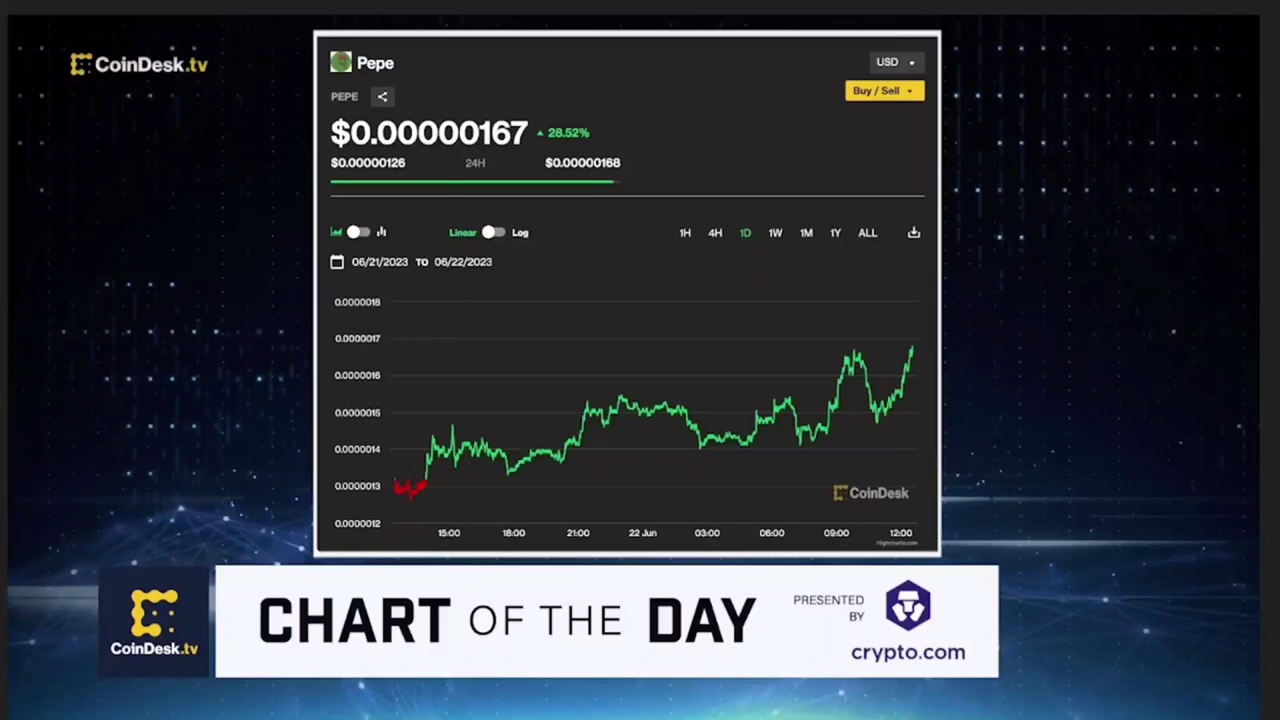 CoinDesk.tv
Pepe
USD
PEPE
Buy / Sell
$0.00000167 28.52%
$0.00000126 24H $0.00000168
Linear Log 1H 4H 1D 1W 1M 1Y ALL
06/21/2023 TO 06/22/2023
0.0000018
0.0000017
0.0000016
0.0000015
0.0000014
0.0000013
0.0000012
CoinDesk
15:00 18:00 21:00 22 Jun 03:00 06:00 09:00 12:00
Highcharts.com
CoinDesk.tv
CHART OF THE DAY
PRESENTED
BY
crypto.com